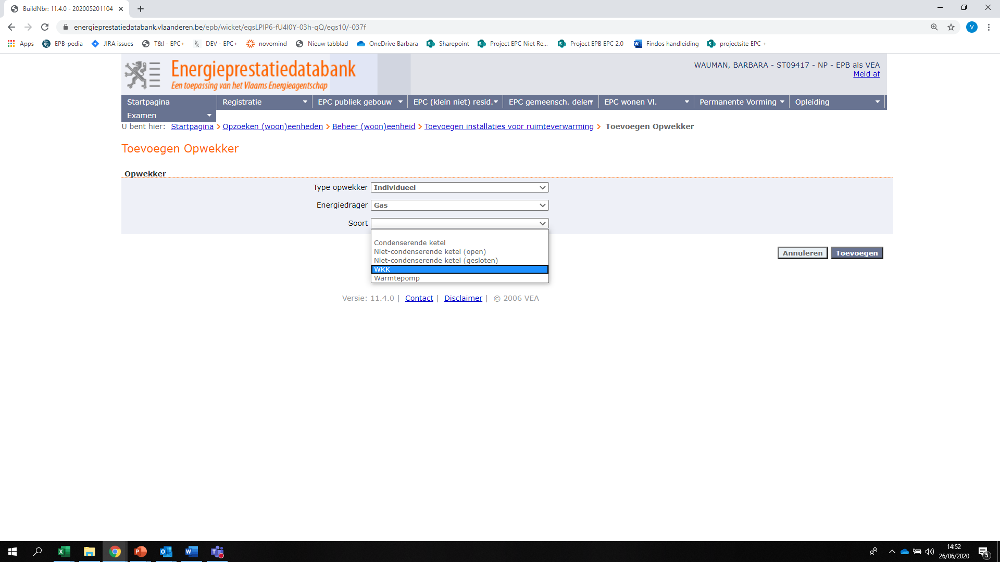 BuildNbr: 11.4.0 - 202005201104
energieprestatiedatabank.vlaanderen.be/epb/wicket/egsLPIP6-fU4I0Y-03h-qQ/egs10/-037f
V
Apps EPB-pedia JIRA issues T&I - EPC+ DEV - EPC+ novomind Nieuw tabblad OneDrive Barbara Sharepoint Project EPC Niet Re... Project EPB EPC 2.0 Findos handleiding projectsite EPC +
Energieprestatiedatabank
Een toepassing van het Vlaams Energieagentschap
WAUMAN, BARBARA - ST09417 - NP - EPB als VEA
Meld af
Startpagina Registratie EPC publiek gebouw EPC (klein niet) resid. EPC gemeensch. delen EPC wonen Vl. Permanente Vorming Opleiding
Examen
U bent hier: Startpagina > Opzoeken (woon)eenheden > Beheer (woon)eenheid > Toevoegen installaties voor ruimteverwarming > Toevoegen Opwekker
Toevoegen Opwekker
Opwekker
Type opwekker Individueel
Energiedrager Gas
Soort
Condenserende ketel
Niet-condenserende ketel (open)
Niet-condenserende ketel (gesloten)
WKK
Warmtepomp
Annuleren Toevoegen
Versie: 11.4.0 | Contact | Disclaimer | © 2006 VEA
14:52
26/06/2020
5